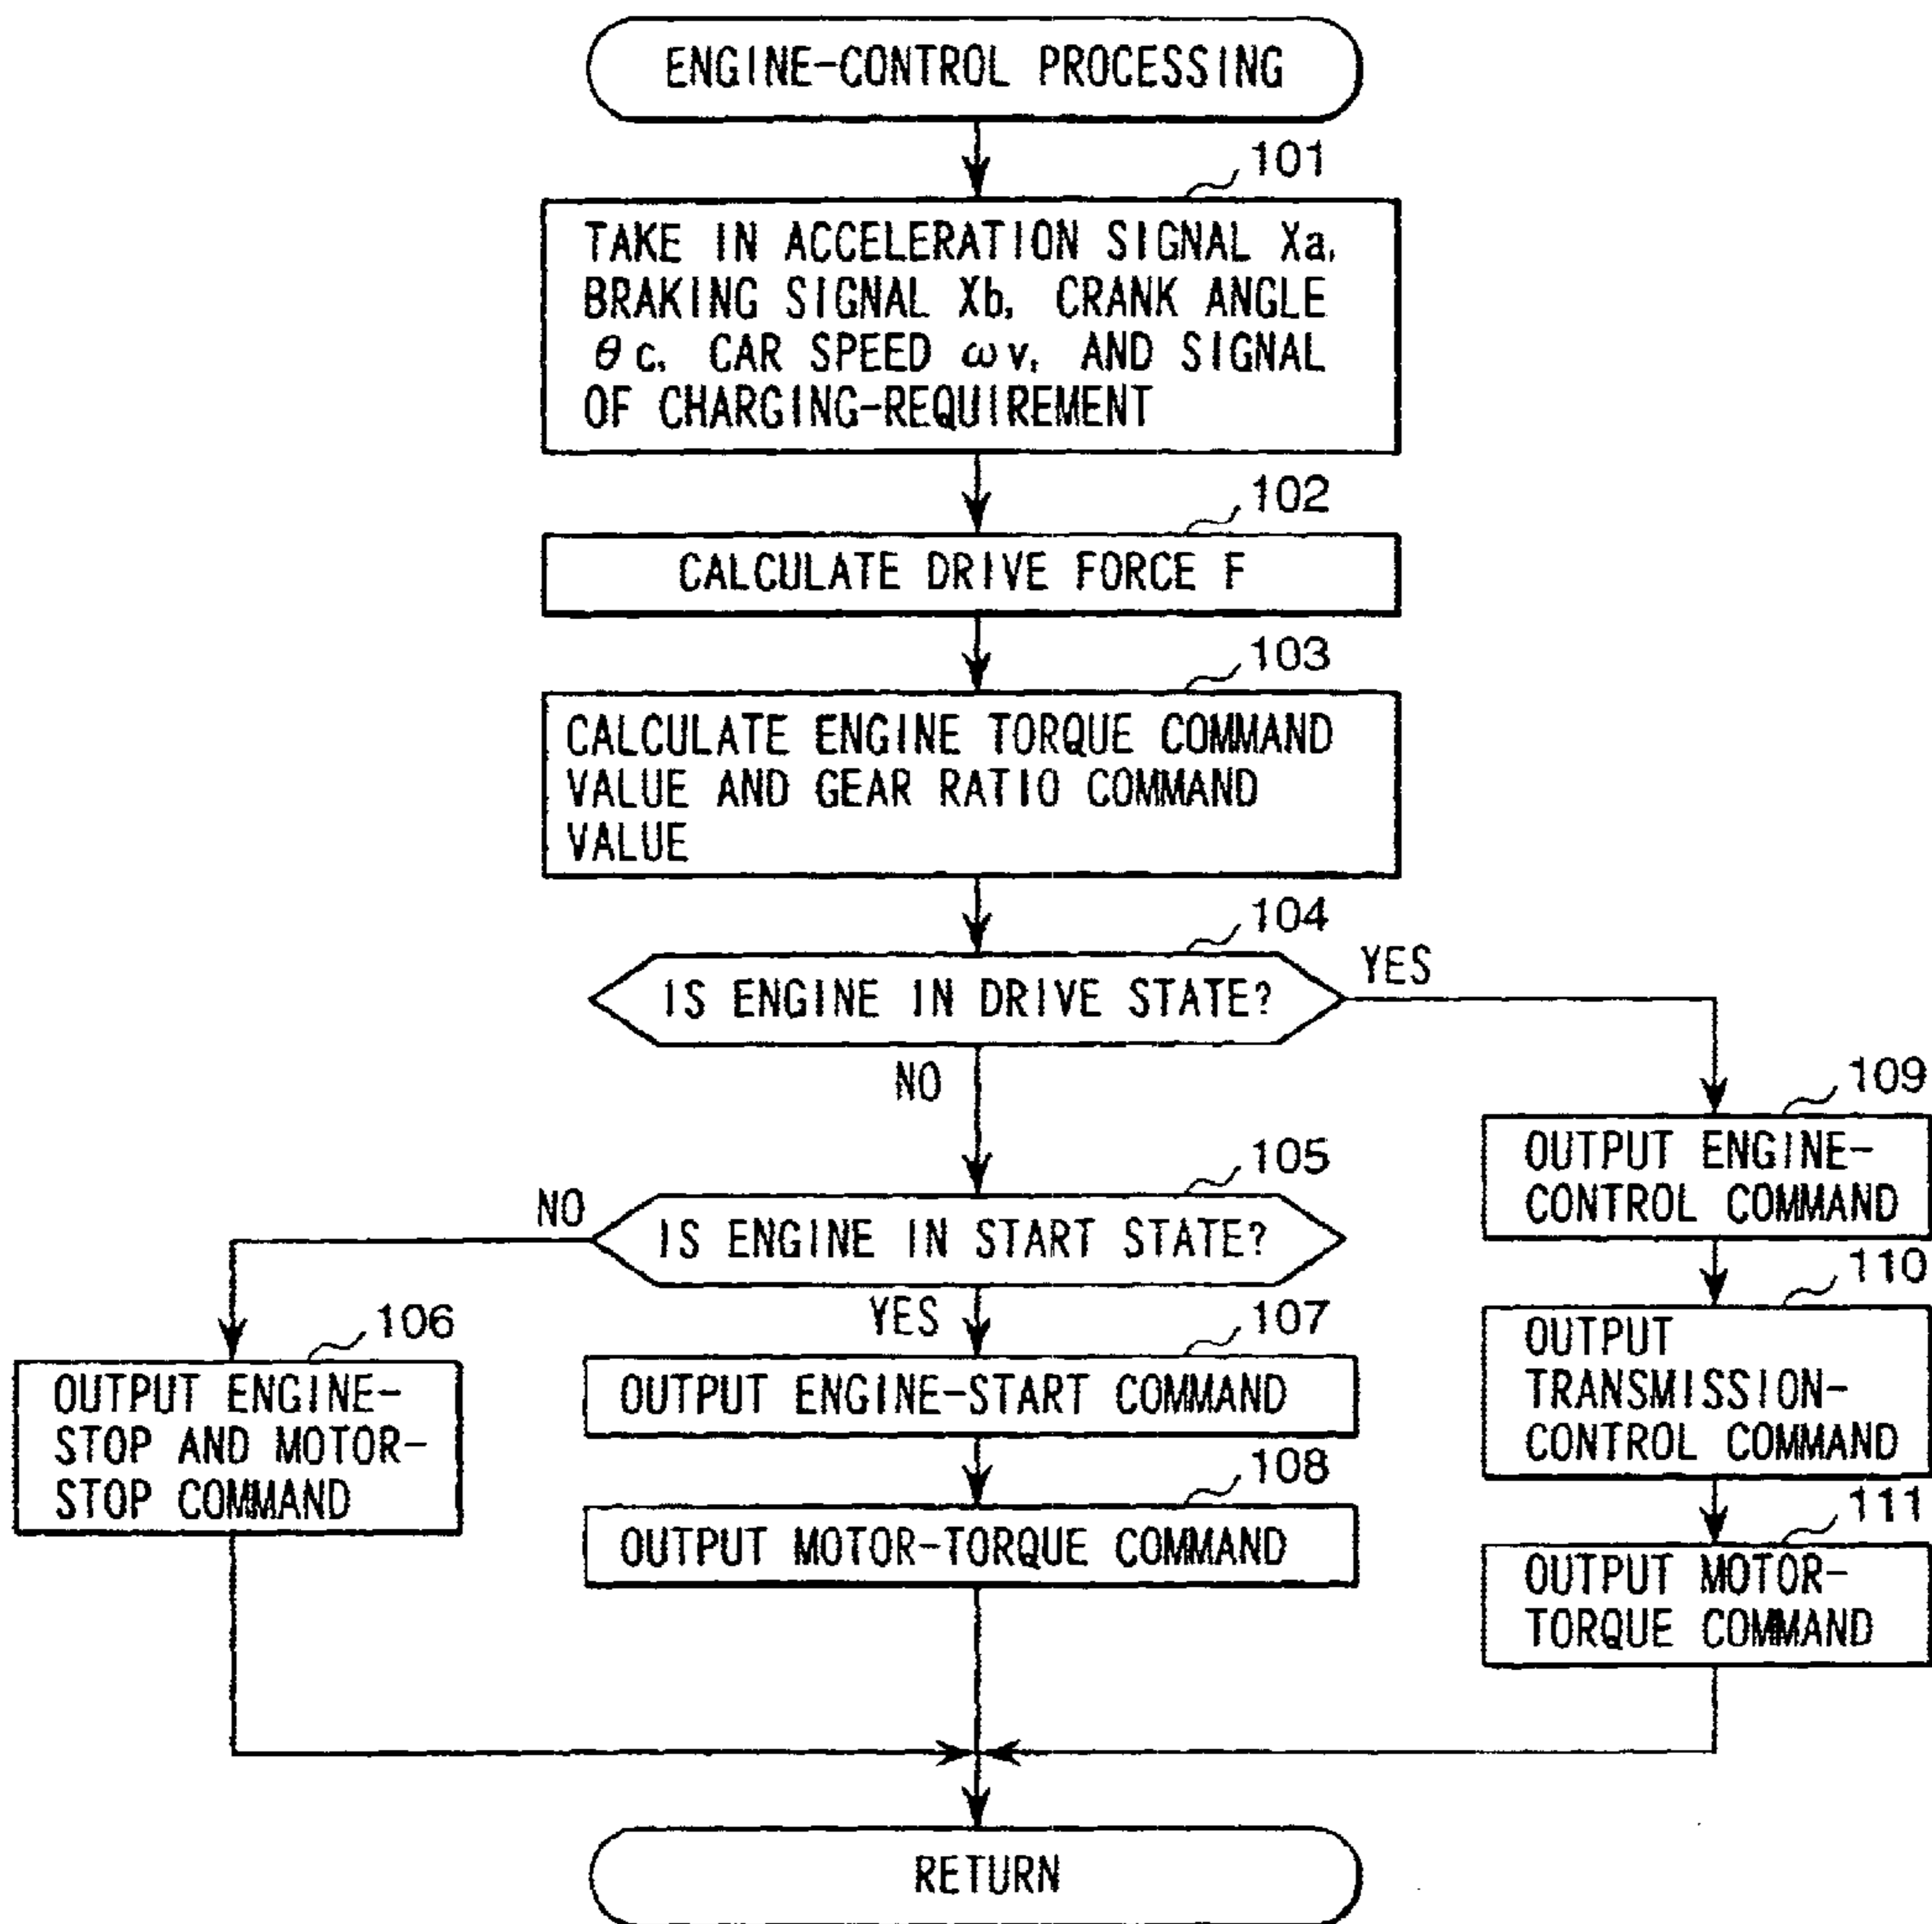 ENGINE-CONTROL PROCESSING
101
TAKE IN ACCELERATION SIGNAL Xa,
BRAKING SIGNAL Xb, CRANK ANGLE
θc, CAR SPEED ωv, AND SIGNAL
OF CHARGING-REQUIREMENT
102
CALCULATE DRIVE FORCE F
103
CALCULATE ENGINE TORQUE COMMAND
VALUE AND GEAR RATIO COMMAND
VALUE
104
IS ENGINE IN DRIVE STATE?
YES
NO
105
IS ENGINE IN START STATE?
NO
YES
106
OUTPUT ENGINE-
STOP AND MOTOR-
STOP COMMAND
107
OUTPUT ENGINE-START COMMAND
108
OUTPUT MOTOR-TORQUE COMMAND
109
OUTPUT ENGINE-
CONTROL COMMAND
110
OUTPUT
TRANSMISSION-
CONTROL COMMAND
111
OUTPUT MOTOR-
TORQUE COMMAND
RETURN